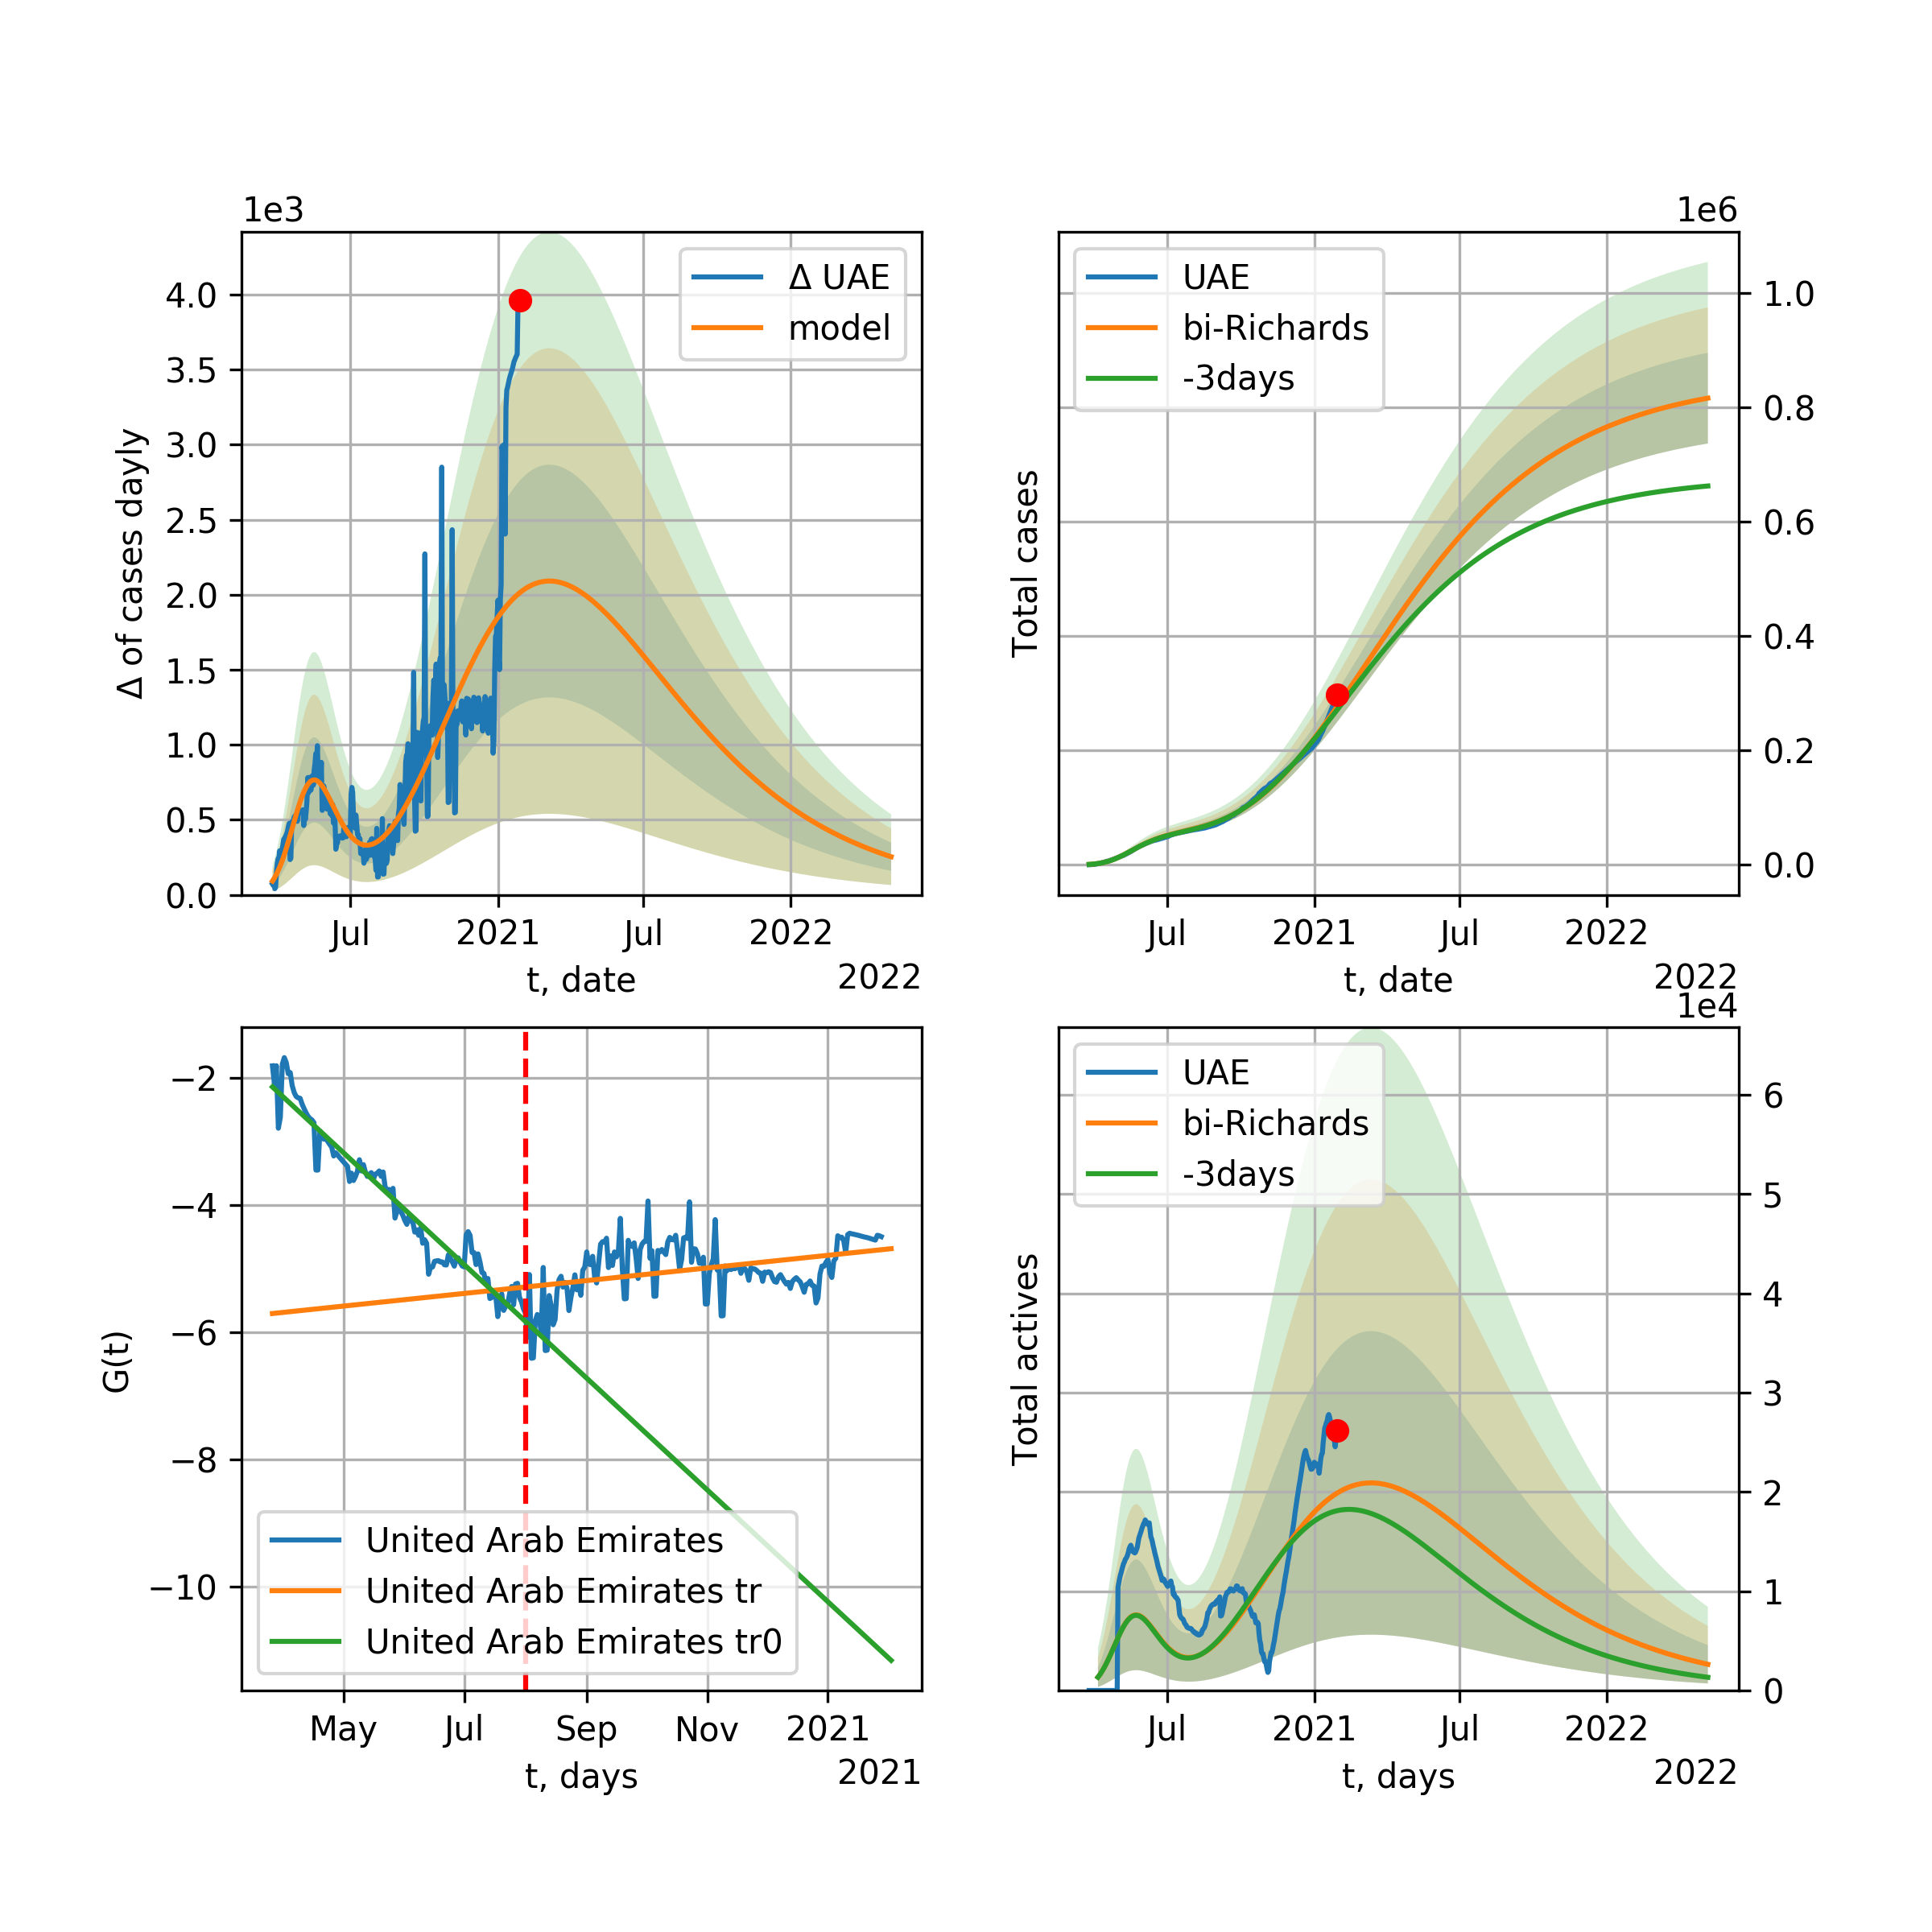 1e3
Δ of cases dayly
4.0
3.5
3.0
2.5
2.0
1.5
1.0
0.5
0.0
Δ UAE
model
Jul 2021 Jul 2022
t, date
2022
1e6
Total cases
UAE
bi-Richards
-3days
1.0
0.8
0.6
0.4
0.2
0.0
Jul 2021 Jul 2022
t, date
2022
G(t)
−2
−4
−6
−8
−10
United Arab Emirates
United Arab Emirates tr
United Arab Emirates tr0
May Jul Sep Nov 2021
t, days
2021
1e4
Total actives
UAE
bi-Richards
-3days
6
5
4
3
2
1
0
Jul 2021 Jul 2022
t, days
2022